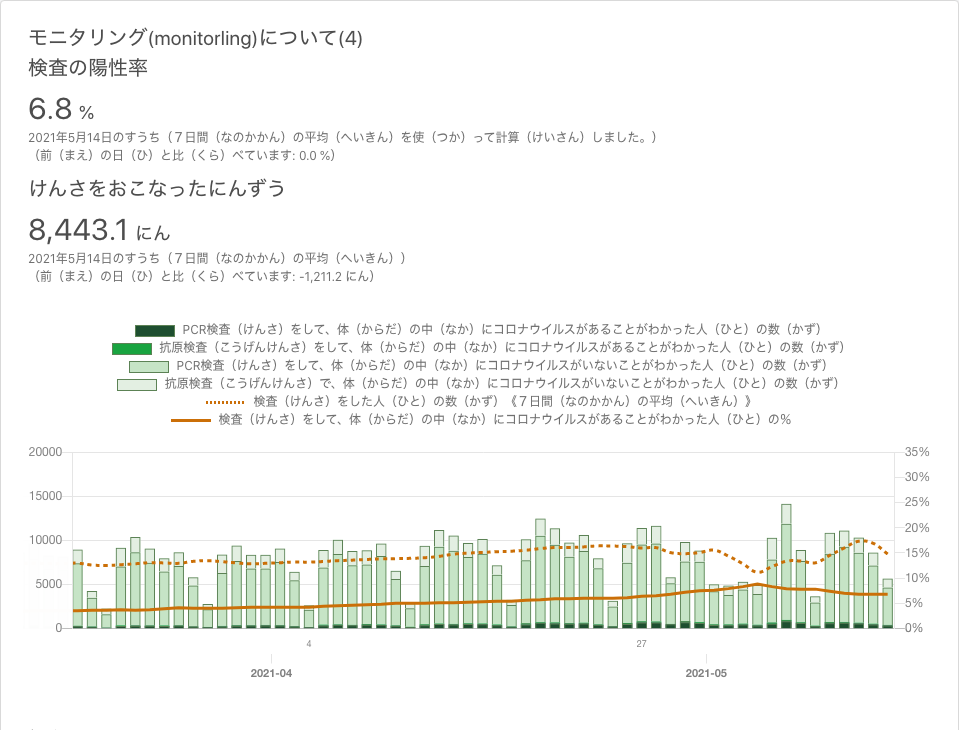 モニタリング(monitorling)について(4)
検査の陽性率
6.8 %
2021年5月14日のすうち（７日間（なのかかん）の平均（へいきん）を使（つか）って計算（けいさん）しました。）
（前（まえ）の日（ひ）と比（くら）べています: 0.0 %）
けんさをおこなったにんずう
8,443.1 にん
2021年5月14日のすうち（７日間（なのかかん）の平均（へいきん））
（前（まえ）の日（ひ）と比（くら）べています: -1,211.2 にん）
PCR検査（けんさ）をして、体（からだ）の中（なか）にコロナウイルスがあることがわかった人（ひと）の数（かず）
抗原検査（こうげんけんさ）をして、体（からだ）の中（なか）にコロナウイルスがあることがわかった人（ひと）の数（かず）
PCR検査（けんさ）をして、体（からだ）の中（なか）にコロナウイルスがいないことがわかった人（ひと）の数（かず）
抗原検査（こうげんけんさ）で、体（からだ）の中（なか）にコロナウイルスがいないことがわかった人（ひと）の数（かず）
検査（けんさ）をした人（ひと）の数（かず）《７日間（なのかかん）の平均（へいきん）》
検査（けんさ）をして、体（からだ）の中（なか）にコロナウイルスがあることがわかった人（ひと）の%
20000 35%
30%
15000 25%
20%
10000 15%
5000 10%
5%
0 0%
4 27
2021-04 2021-05